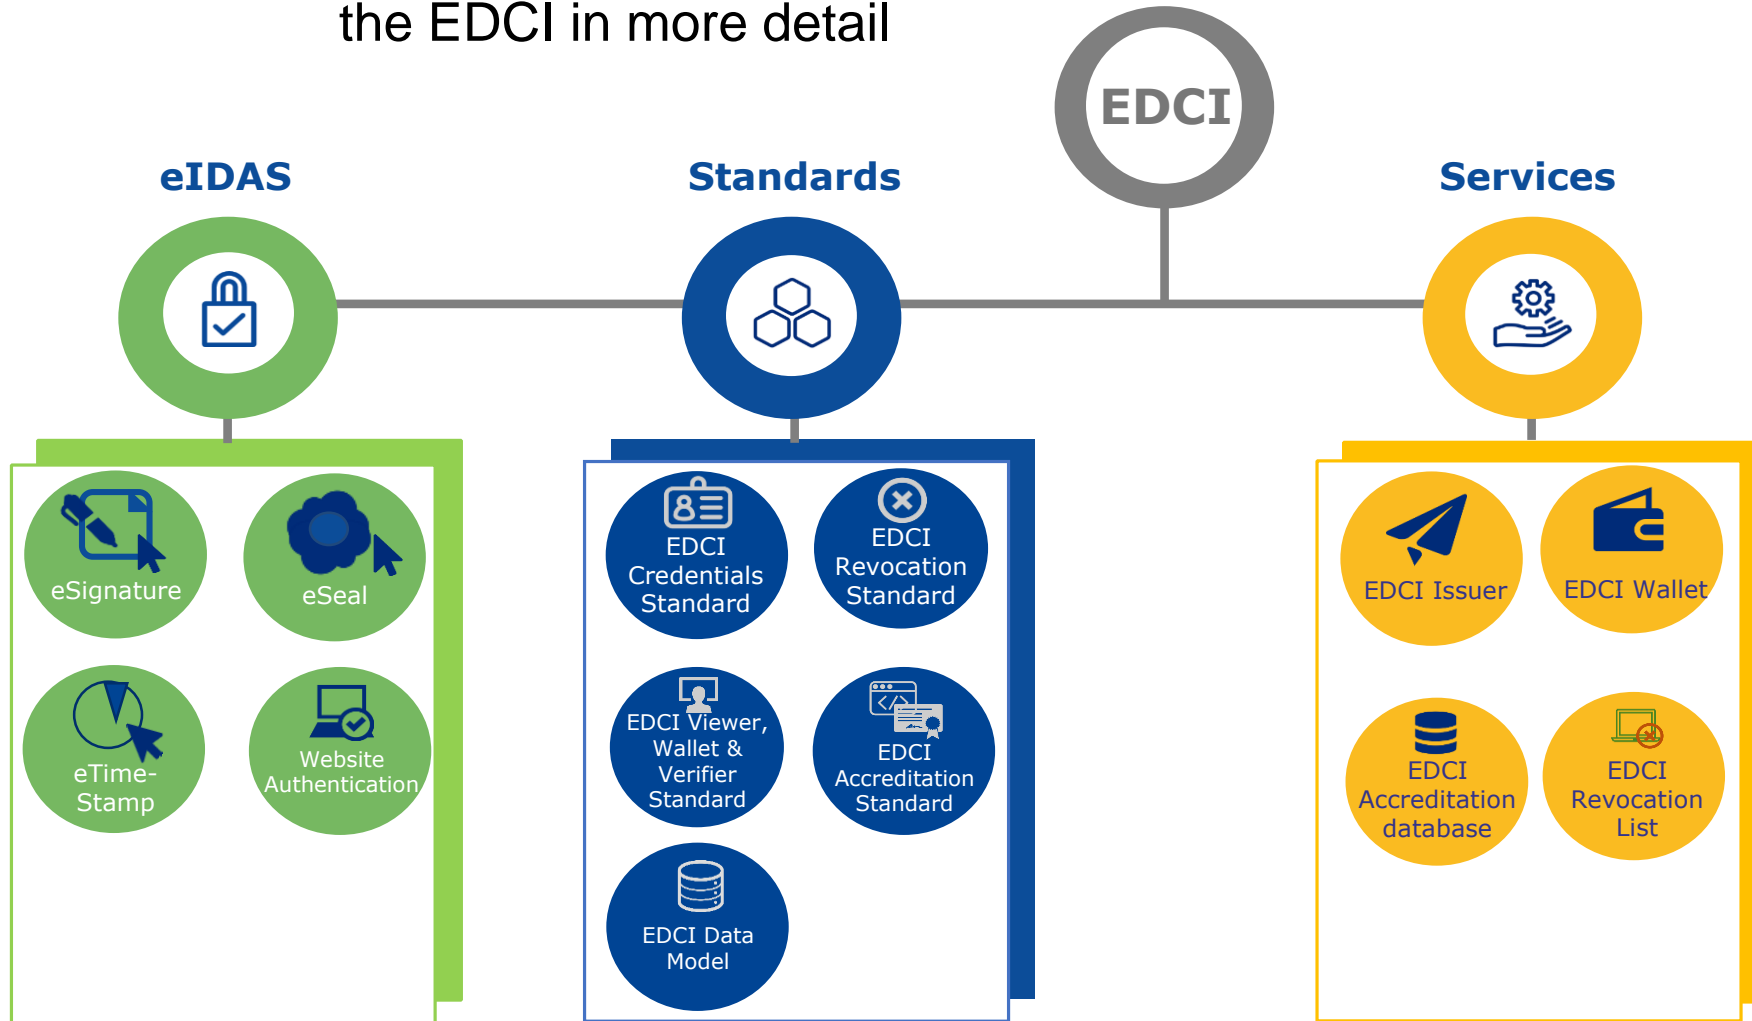 the EDCI in more detail
EDCI
eIDAS
Standards
Services
eSignature
eSeal
eTime-
Stamp
Website
Authentication
EDCI
Credentials
Standard
EDCI
Revocation
Standard
EDCI Viewer,
Wallet &
Verifier
Standard
EDCI
Accreditation
Standard
EDCI Data
Model
EDCI Issuer
EDCI Wallet
EDCI
Accreditation
database
EDCI
Revocation
List